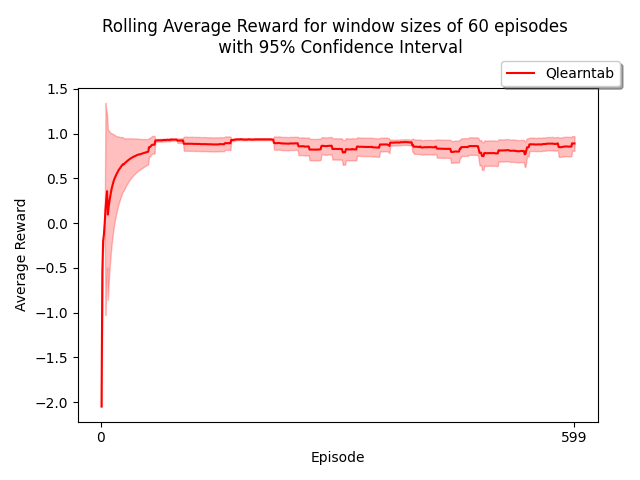 Rolling Average Reward for window sizes of 60 episodes
with 95% Confidence Interval
Qlearntab
1.5
1.0
0.5
0.0
−0.5
−1.0
−1.5
−2.0
Average Reward
0
599
Episode